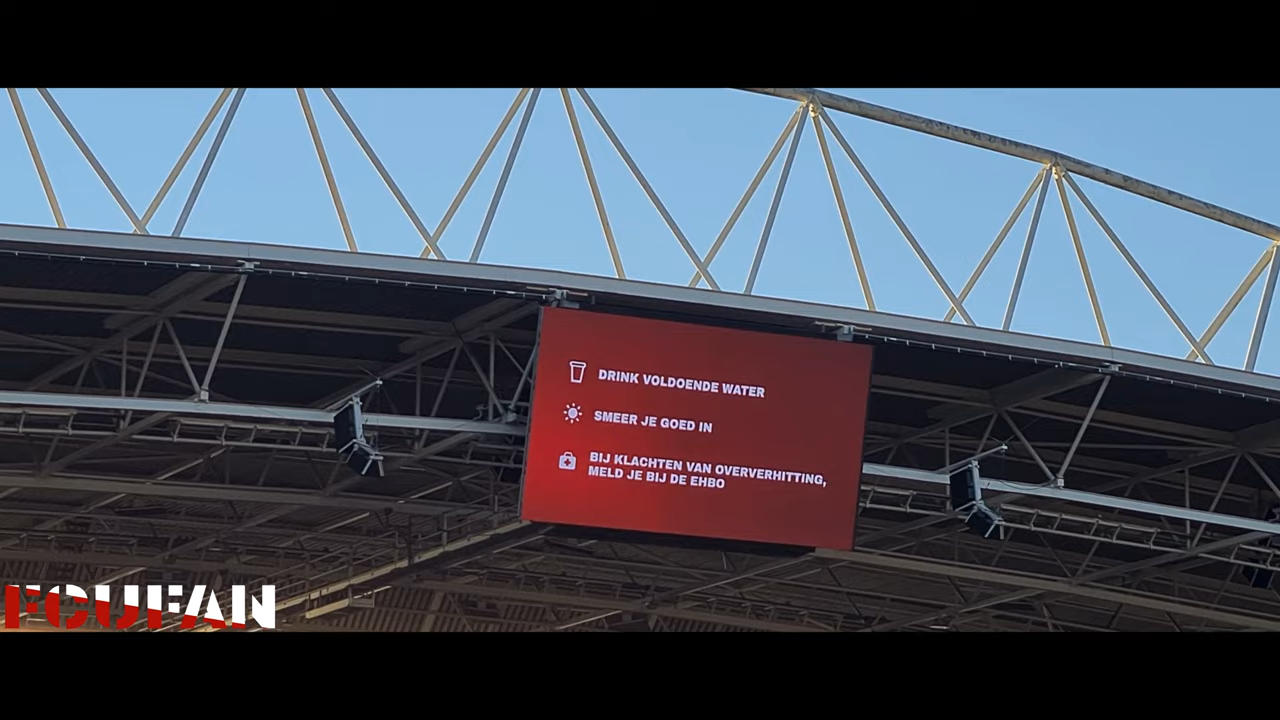 DRINK VOLDOENDE WATER
SMEER JE GOED IN
BIJ KLACHTEN VAN OVERVERHITTING,
MELD JE BIJ DE EHBO
FCUFAN